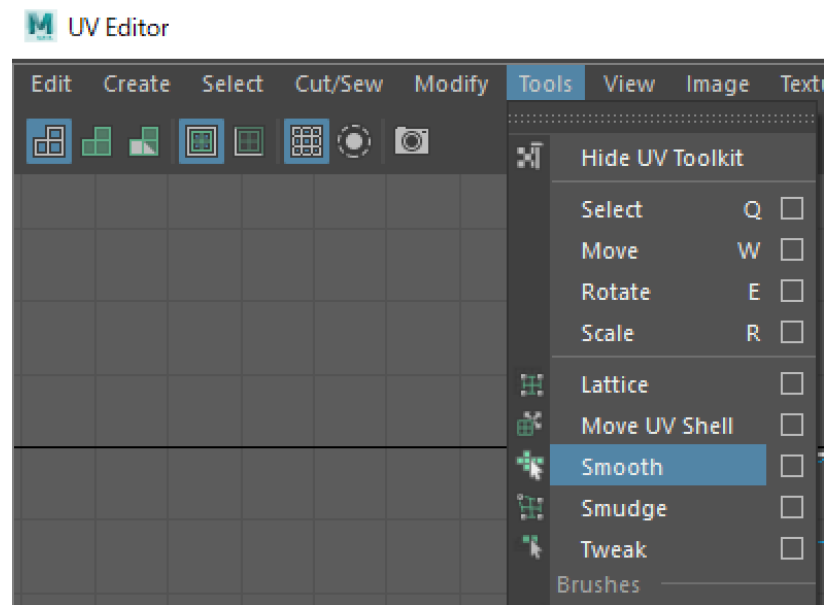 UV Editor
Edit Create Select Cut/Sew Modify Tools View Image
Hide UV Toolkit
Select Q
Move W
Rotate E
Scale R
Lattice
Move UV Shell
Smooth
Smudge
Tweak
Brushes